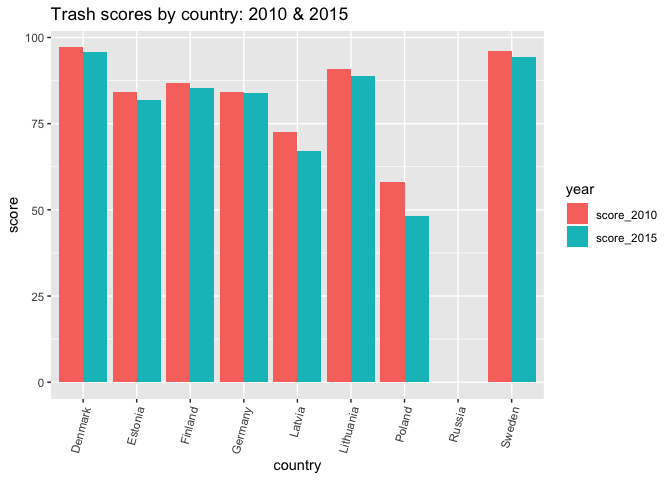 Trash scores by country: 2010 & 2015
100
75
50
25
0
score
Denmark
Estonia
Finland
Germany
Latvia
Lithuania
Poland
Russia
Sweden
country
year
score_2010
score_2015